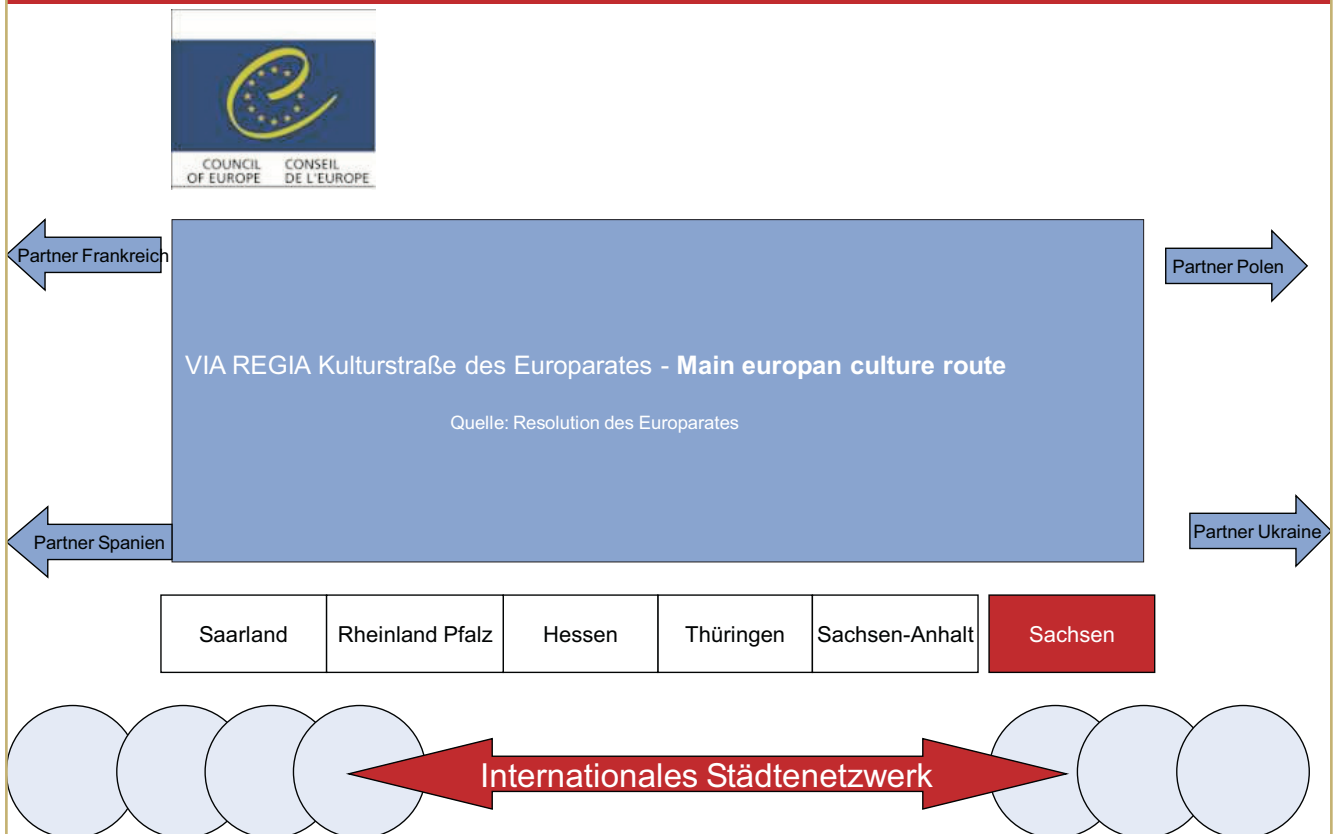 COUNCIL CONSEIL
OF EUROPE DE L'EUROPE
Partner Frankreich
Partner Polen
VIA REGIA Kulturstraße des Europarates - Main europan culture route
Quelle: Resolution des Europarates
Partner Spanien
Partner Ukraine
Saarland
Rheinland Pfalz
Hessen
Thüringen
Sachsen-Anhalt
Sachsen
Internationales Städtenetzwerk